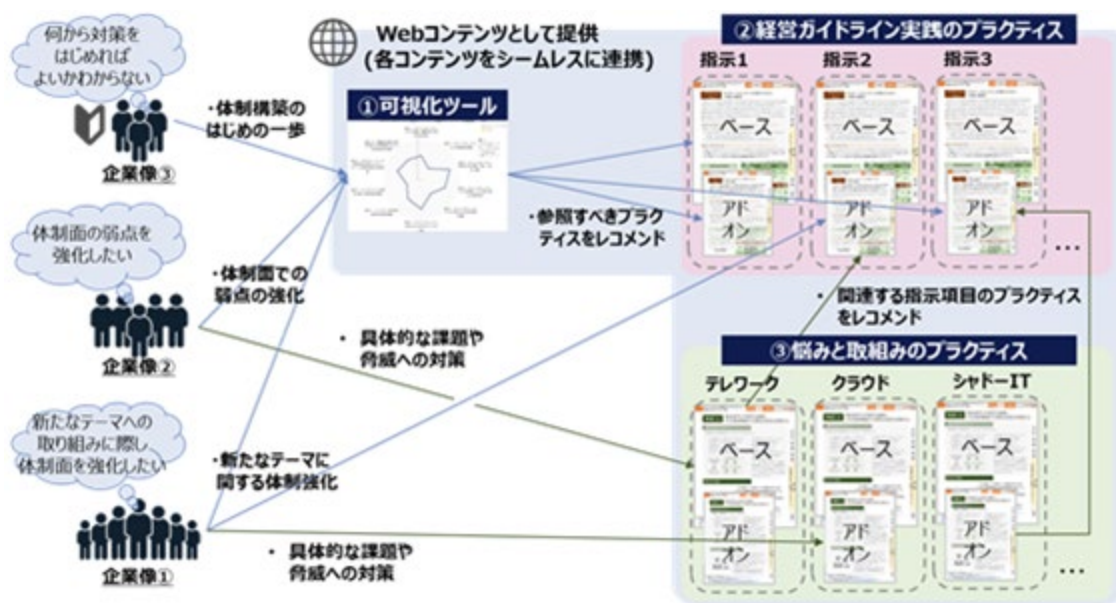 何から対策を
はじめれば
よいかわからない
企業像③
・体制構築の
はじめの一歩
体制面の弱点を
強化したい
企業像②
・体制面での
弱点の強化
・具体的な課題や
脅威への対策
新たなテーマへの
取り組みに際し、
体制面を強化したい
企業像①
・新たなテーマに
関する体制強化
・具体的な課題や
脅威への対策
Webコンテンツとして提供
(各コンテンツをシームレスに連携)
①可視化ツール
・参照すべきプラク
ティスをレコメンド
②経営ガイドライン実践のプラクティス
指示1
指示2
指示3
ベース
ベース
ベース
アド
オン
アド
オン
アド
オン
…
・関連する指示項目のプラクティス
をレコメンド
③悩みと取組みのプラクティス
テレワーク
クラウド
シャドーIT
ベース
ベース
ベース
アド
オン
アド
オン
アド
オン
…